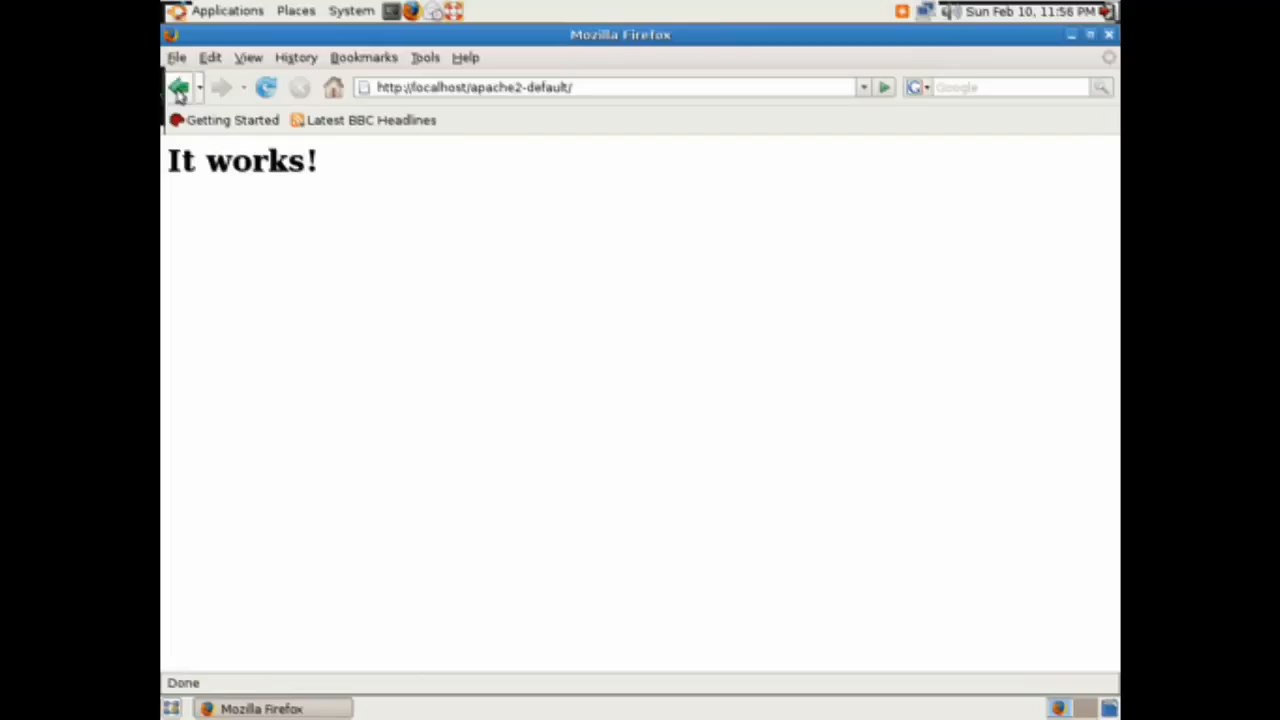 Applications Places System Sun Feb 10, 11:56 PM
Mozilla Firefox
File Edit View History Bookmarks Tools Help
http://localhost/apache2-default/ G Google
Getting Started Latest BBC Headlines
It works!
Done
Mozilla Firefox